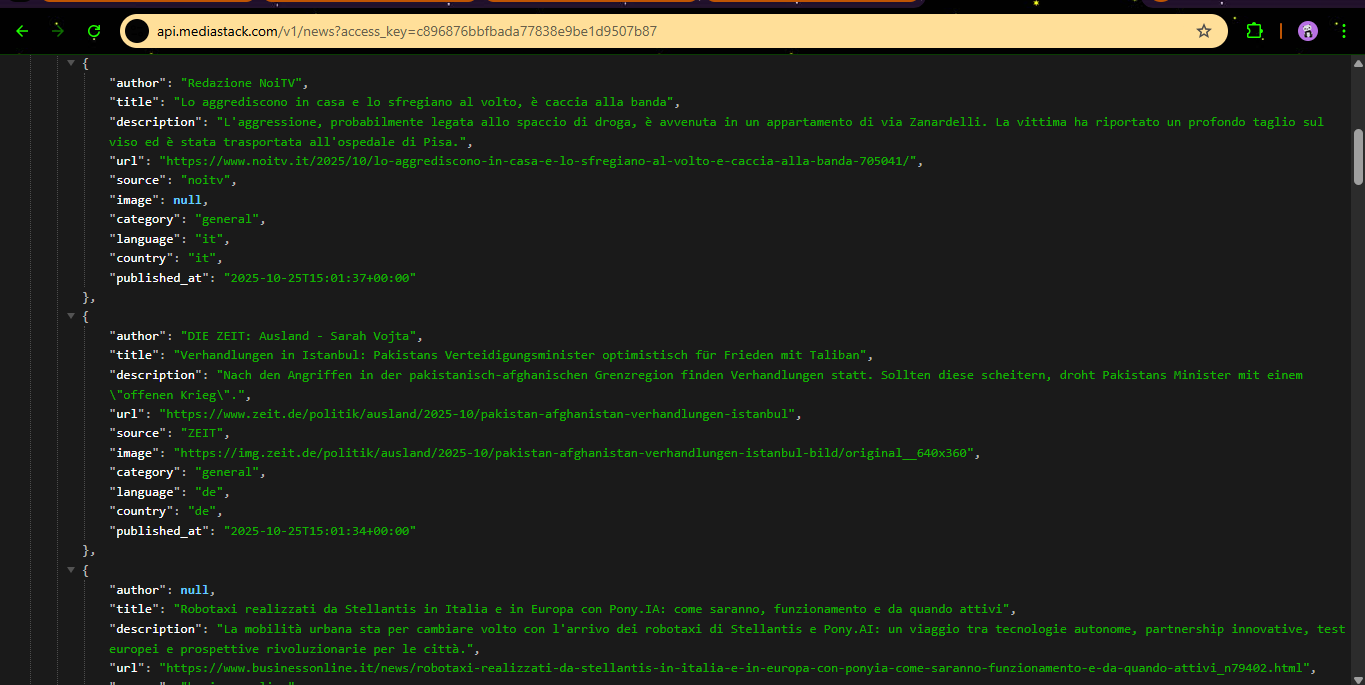 api.mediastack.com/v1/news?access_key=c896876bbfbada77838e9be1d9507b87
{
"author": "Redazione NoiTV",
"title": "Lo aggrediscono in casa e lo sfregiano al volto, è caccia alla banda",
"description": "L'aggressione, probabilmente legata allo spaccio di droga, è avvenuta in un appartamento di via Zanardelli. La vittima ha riportato un profondo taglio sul
viso ed è stata trasportata all'ospedale di Pisa.",
"url": "https://www.noitv.it/2025/10/lo-aggrediscono-in-casa-e-lo-sfregiano-al-volto-e-caccia-alla-banda-705041/",
"source": "noitv",
"image": null,
"category": "general",
"language": "it",
"country": "it",
"published_at": "2025-10-25T15:01:37+00:00"
},
{
"author": "DIE ZEIT: Ausland - Sarah Vojta",
"title": "Verhandlungen in Istanbul: Pakistans Verteidigungsminister optimistisch für Frieden mit Taliban",
"description": "Nach den Angriffen in der pakistanisch-afghanischen Grenzregion finden Verhandlungen statt. Sollten diese scheitern, droht Pakistans Minister mit einem
\"offenen Krieg\".",
"url": "https://www.zeit.de/politik/ausland/2025-10/pakistan-afghanistan-verhandlungen-istanbul",
"source": "ZEIT",
"image": "https://img.zeit.de/politik/ausland/2025-10/pakistan-afghanistan-verhandlungen-istanbul-bild/original__640x360",
"category": "general",
"language": "de",
"country": "de",
"published_at": "2025-10-25T15:01:34+00:00"
},
{
"author": null,
"title": "Robotaxi realizzati da Stellantis in Italia e in Europa con Pony.IA: come saranno, funzionamento e da quando attivi",
"description": "La mobilità urbana sta per cambiare volto con l'arrivo dei robotaxi di Stellantis e Pony.AI: un viaggio tra tecnologie autonome, partnership innovative, test
europei e prospettive rivoluzionarie per le città.",
"url": "https://www.businessonline.it/news/robotaxi-realizzati-da-stellantis-in-italia-e-in-europa-con-ponyia-come-saranno-funzionamento-e-da-quando-attivi_n79402.html",